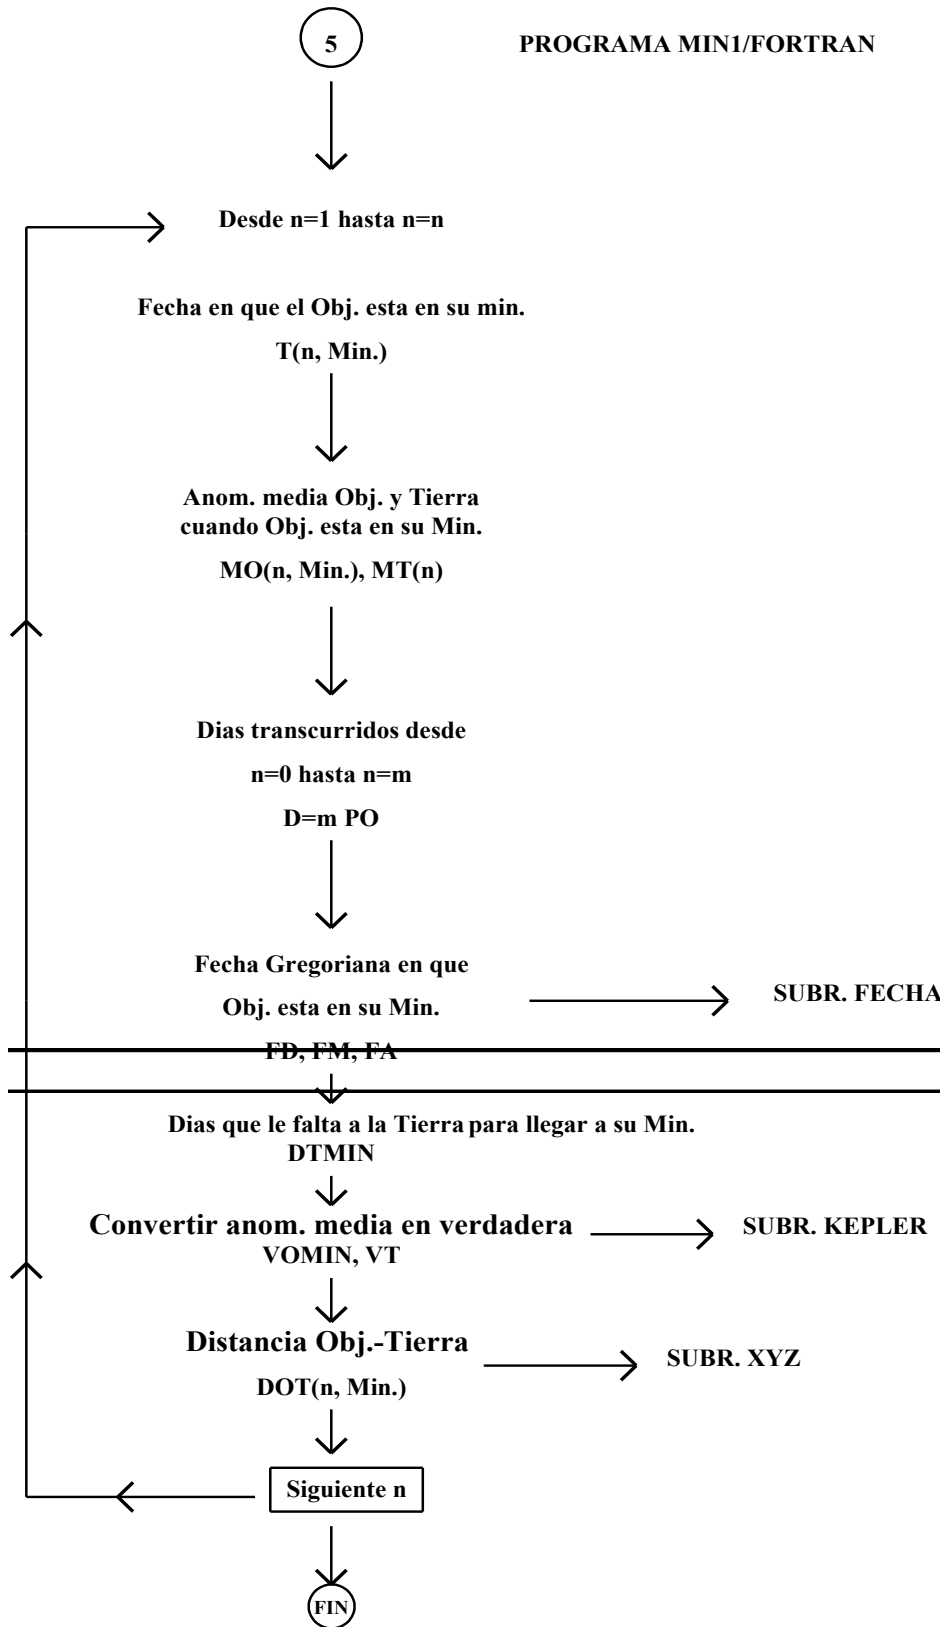 5
PROGRAMA MIN1/FORTRAN
Desde n=1 hasta n=n
Fecha en que el Obj. esta en su min.
T(n, Min.)
Anom. media Obj. y Tierra
cuando Obj. esta en su Min.
MO(n, Min.), MT(n)
Dias transcurridos desde
n=0 hasta n=m
D=m PO
Fecha Gregoriana en que
Obj. esta en su Min.
SUBR. FECHA
FD, FM, FA
Dias que le falta a la Tierra para llegar a su Min.
DTMIN
Convertir anom. media en verdadera
SUBR. KEPLER
VOMIN, VT
Distancia Obj.-Tierra
SUBR. XYZ
DOT(n, Min.)
Siguiente n
FIN